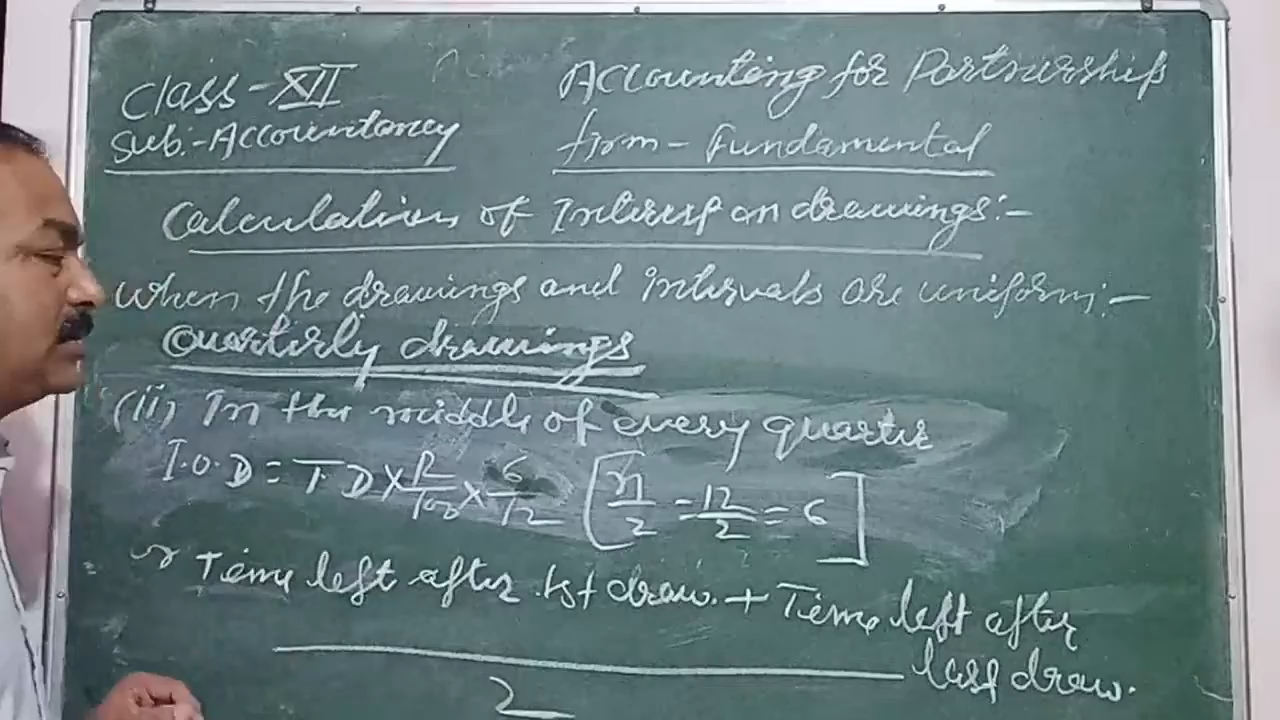 Class-XII
Sub:-Accountancy
Accounting for Partnership
firm - Fundamental
Calculation of Interest on drawings:-
When the drawings and Intervals are uniform:-
Quarterly drawings
(ii) In the middle of every quarter
I.O.D = T.D × R/100 × 6/12 [n/2 = 12/2 = 6]
or Time left after 1st draw. + Time left after
last draw.
2